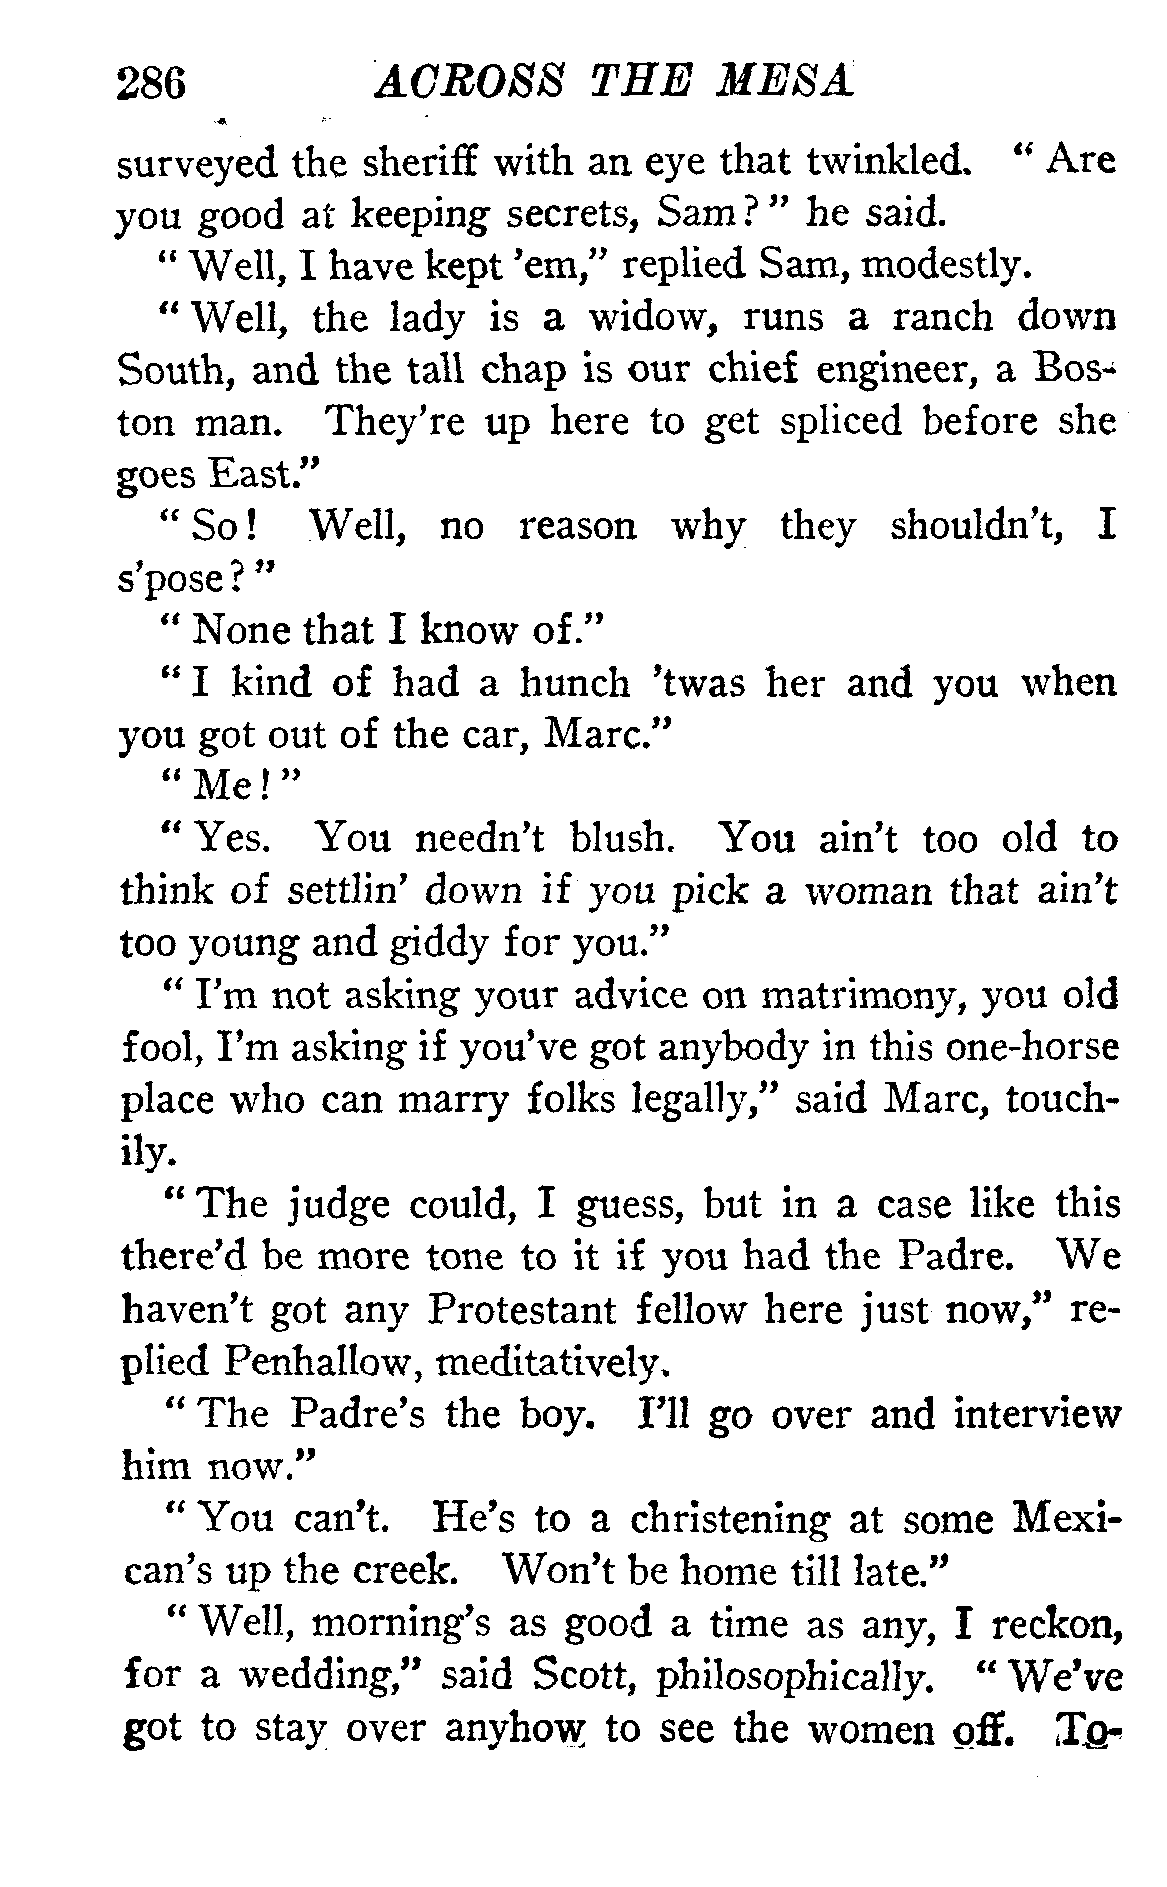 286 ACROSS THE MESA
surveyed the sheriff with an eye that twinkled. " Are
you good at keeping secrets, Sam? " he said.
" Well, I have kept 'em," replied Sam, modestly.
" Well, the lady is a widow, runs a ranch down
South, and the tall chap is our chief engineer, a Bos-
ton man. They're up here to get spliced before she
goes East."
" So! Well, no reason why they shouldn't, I
s'pose? "
" None that I know of."
" I kind of had a hunch 'twas her and you when
you got out of the car, Marc."
" Me! "
" Yes. You needn't blush. You ain't too old to
think of settlin' down if you pick a woman that ain't
too young and giddy for you."
" I'm not asking your advice on matrimony, you old
fool, I'm asking if you've got anybody in this one-horse
place who can marry folks legally," said Marc, touch-
ily.
" The judge could, I guess, but in a case like this
there'd be more tone to it if you had the Padre. We
haven't got any Protestant fellow here just now," re-
plied Penhallow, meditatively.
" The Padre's the boy. I'll go over and interview
him now."
" You can't. He's to a christening at some Mexi-
can's up the creek. Won't be home till late."
" Well, morning's as good a time as any, I reckon,
for a wedding," said Scott, philosophically. " We've
got to stay over anyhow to see the women off. To-